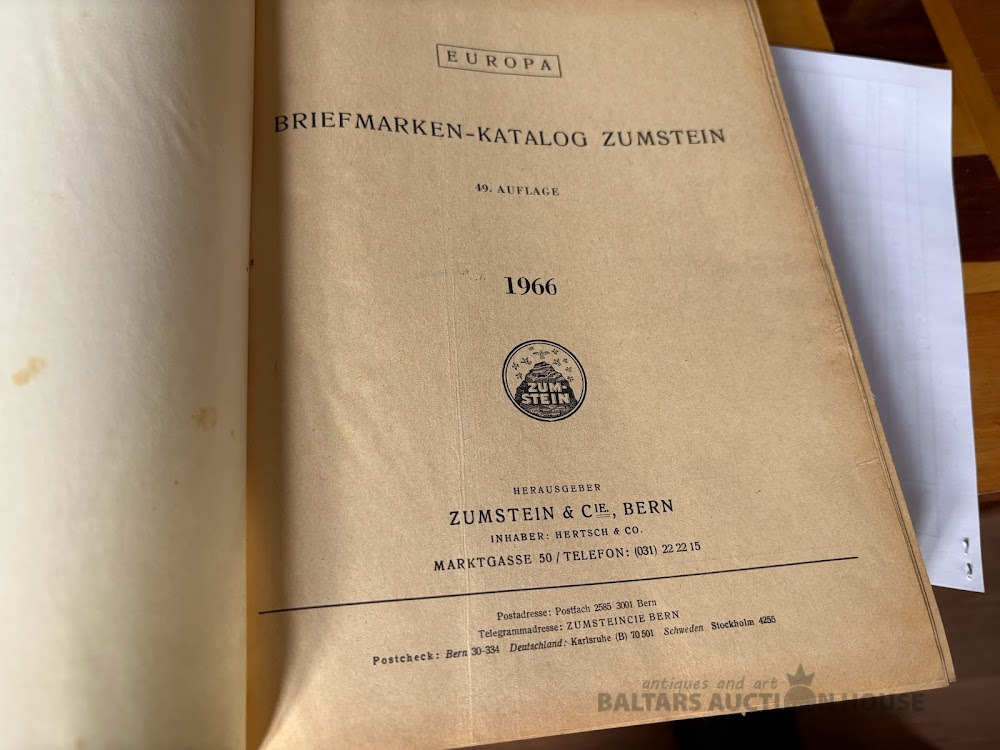 EUROPA
BRIEFMARKEN-KATALOG ZUMSTEIN
49. AUFLAGE
1966
ZUM-
STEIN
HERAUSGEBER
ZUMSTEIN & CIE., BERN
INHABER: HERTSCH & CO.
MARKTGASSE 50 / TELEFON: (031) 22 22 15
Postadresse: Postfach 2585 3001 Bern
Telegrammadresse: ZUMSTEINCIE BERN
Postcheck: Bern 30-334 Deutschland: Karlsruhe (B) 70 501 Schweden Stockholm 4255
antiques and art
BALTARS AUCTION HOUSE